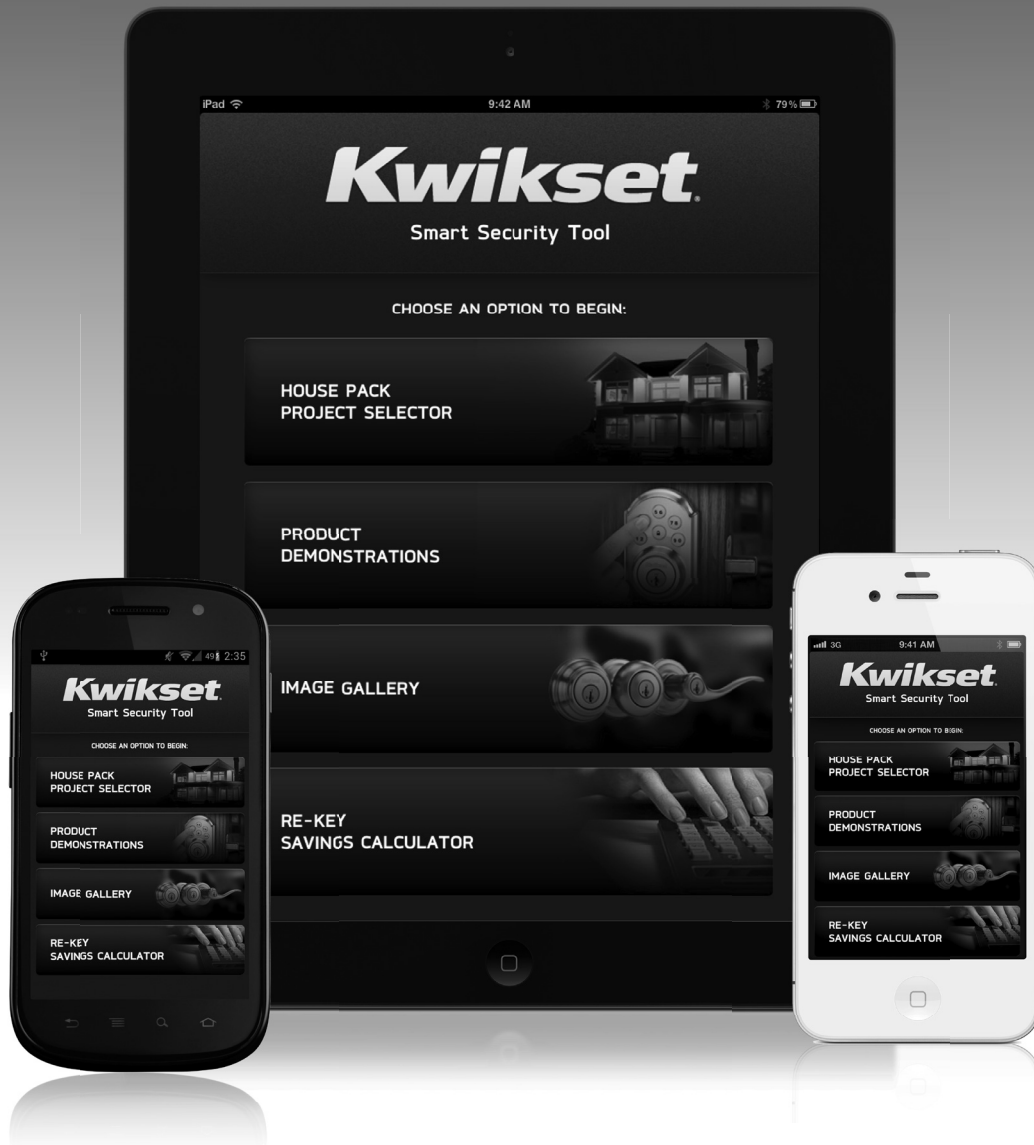 iPad 9:42 AM 79%
Kwikset®
Smart Security Tool
CHOOSE AN OPTION TO BEGIN:
HOUSE PACK
PROJECT SELECTOR
PRODUCT
DEMONSTRATIONS
IMAGE GALLERY
RE-KEY
SAVINGS CALCULATOR
2:35
Kwikset
Smart Security Tool
CHOOSE AN OPTION TO BEGIN:
HOUSE PACK
PROJECT SELECTOR
PRODUCT
DEMONSTRATIONS
IMAGE GALLERY
RE-KEY
SAVINGS CALCULATOR
3G 9:41 AM
Kwikset
Smart Security Tool
CHOOSE AN OPTION TO BEGIN:
HOUSE PACK
PROJECT SELECTOR
PRODUCT
DEMONSTRATIONS
IMAGE GALLERY
RE-KEY
SAVINGS CALCULATOR